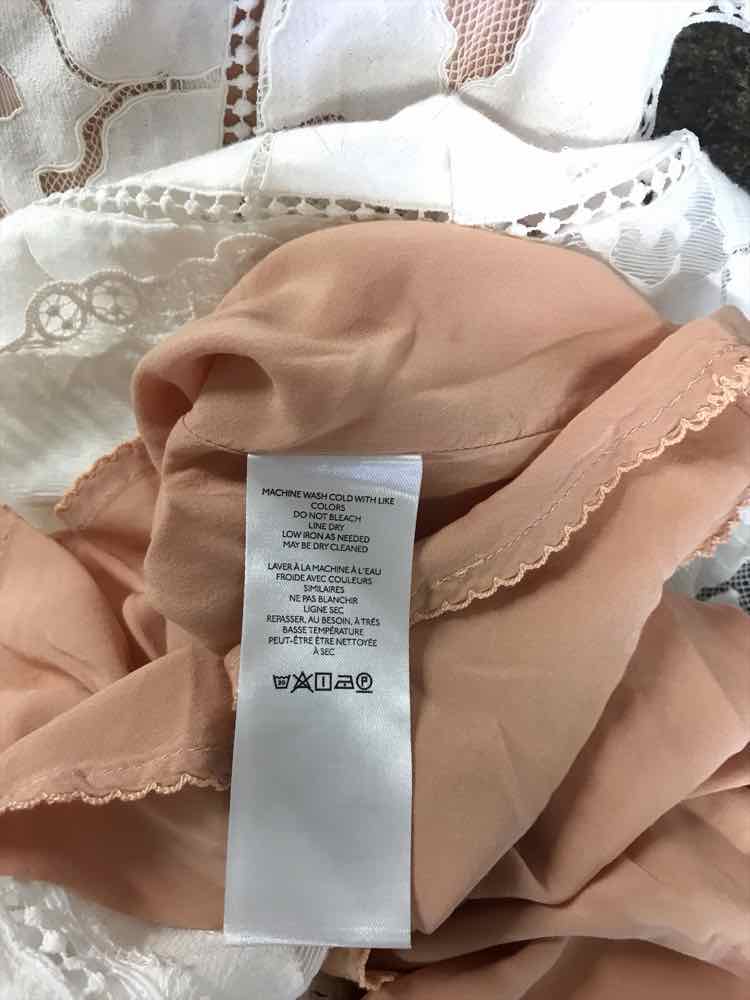 MACHINE WASH COLD WITH LIKE
COLORS
DO NOT BLEACH
LINE DRY
LOW IRON AS NEEDED
MAY BE DRY CLEANED
LAVER À LA MACHINE À L'EAU
FROIDE AVEC COULEURS
SIMILAIRES
NE PAS BLANCHIR
LIGNE SEC
REPASSER, AU BESOIN, À TRÉS
BASSE TEMPÉRATURE
PEUT-ÊTRE ÊTRE NETTOYÉE
À SEC
30 P